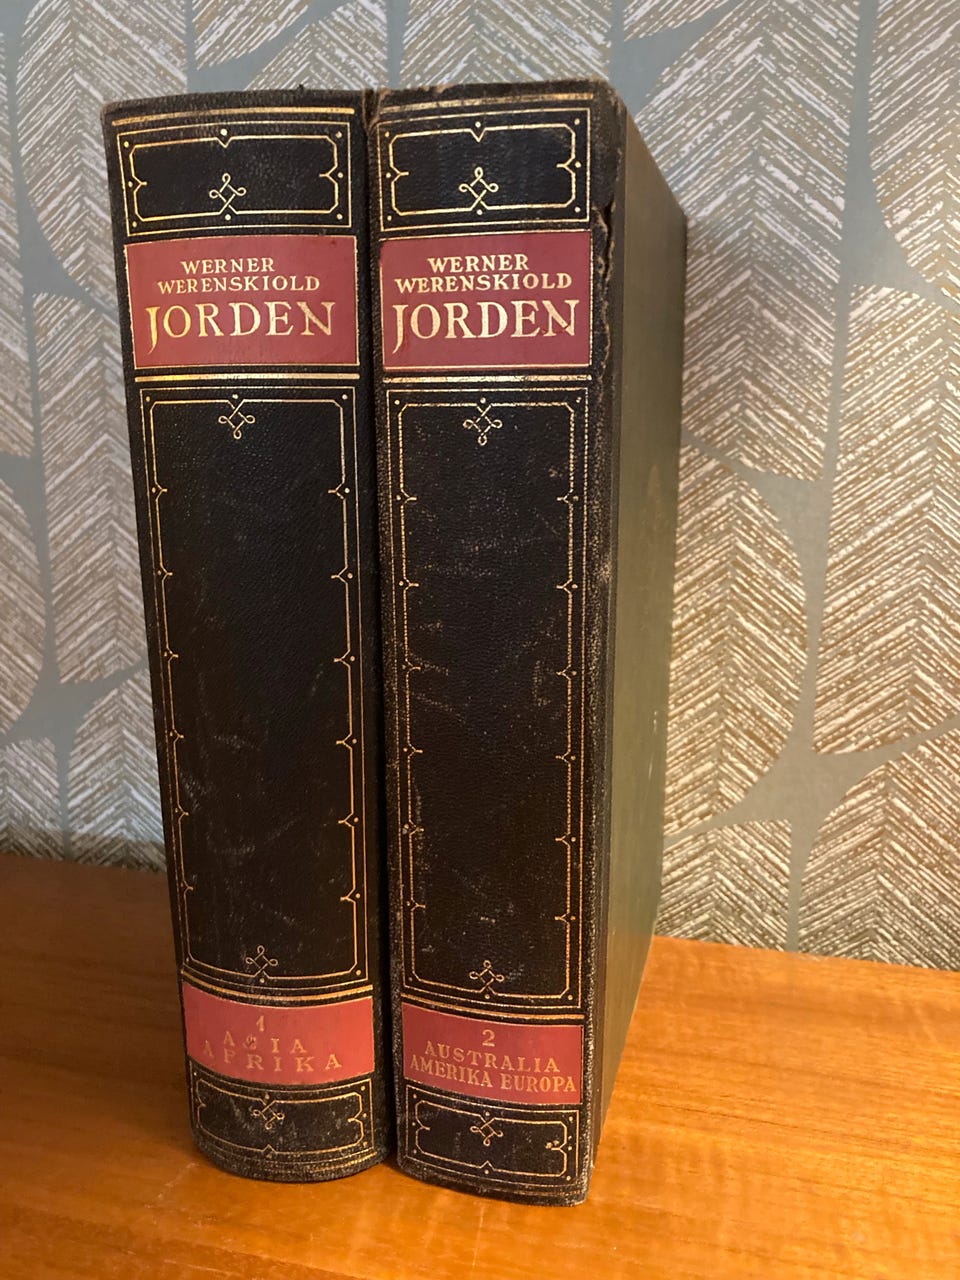 WERNER
WERENSKIOLD
JORDEN
1
ASIA
AFRIKA
WERNER
WERENSKIOLD
JORDEN
2
AUSTRALIA
AMERIKA EUROPA